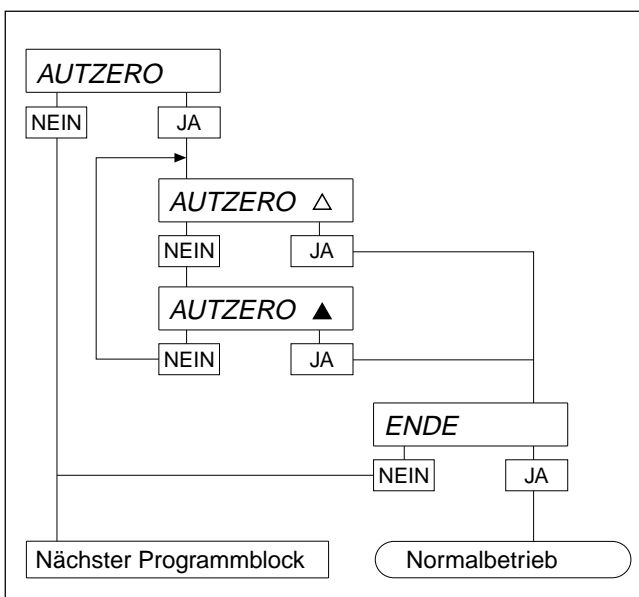 AUTZERO
NEIN JA
AUTZERO △
NEIN JA
AUTZERO ▲
NEIN JA
ENDE
NEIN JA
Nächster Programmblock Normalbetrieb